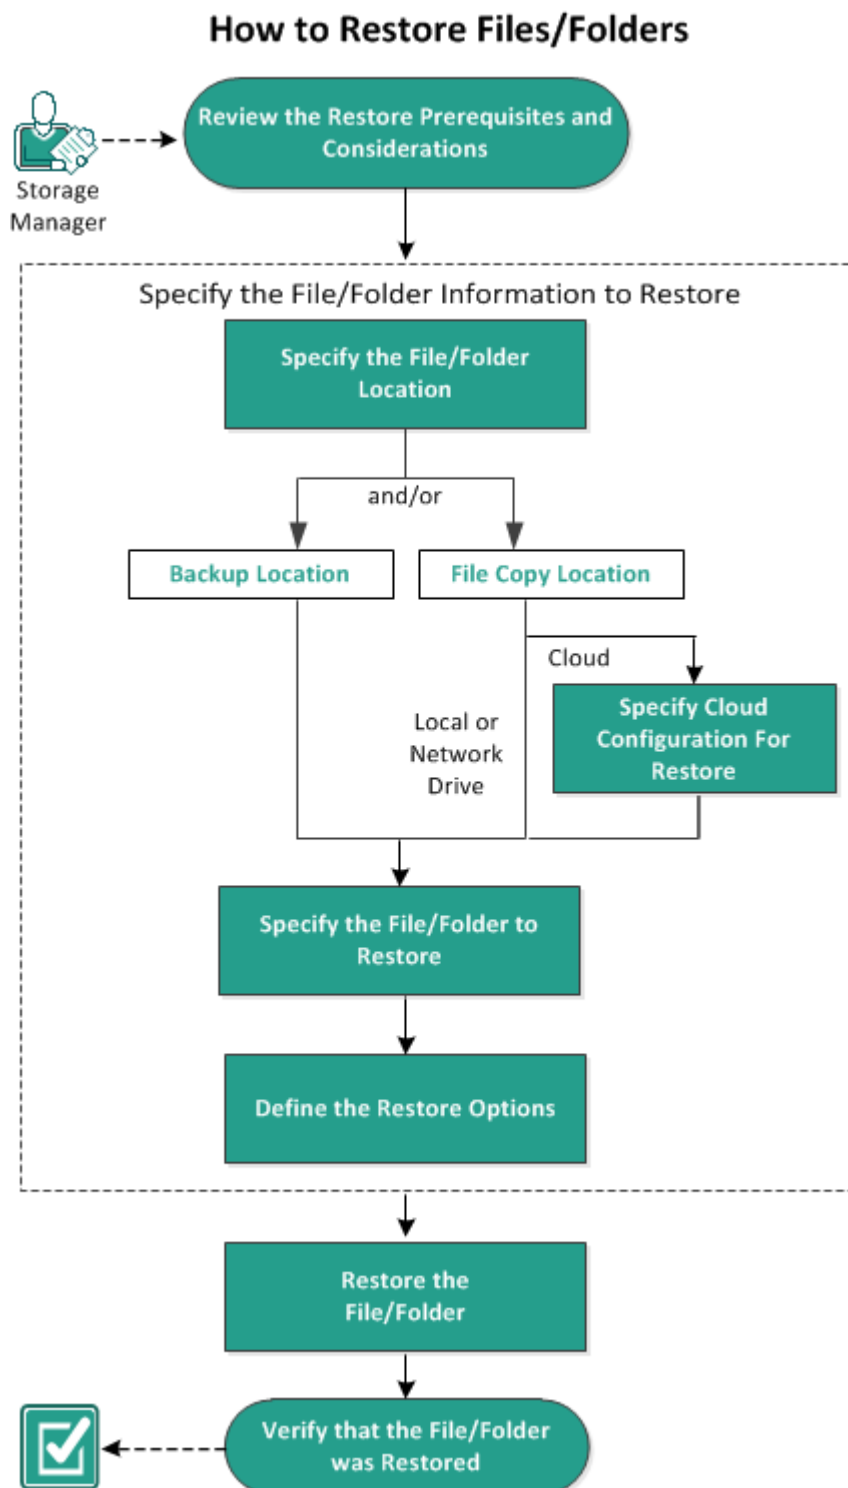 How to Restore Files/Folders
Review the Restore Prerequisites and
Considerations
Storage
Manager
Specify the File/Folder Information to Restore
Specify the File/Folder
Location
and/or
Backup Location
File Copy Location
Cloud
Local or
Network
Drive
Specify Cloud
Configuration For
Restore
Specify the File/Folder to
Restore
Define the Restore Options
Restore the
File/Folder
Verify that the File/Folder
was Restored